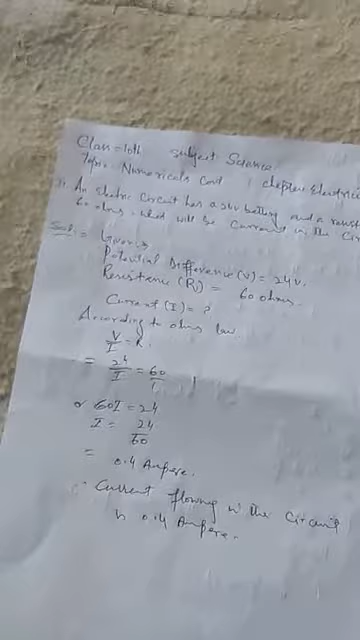 Class = 10th Subject Science.
Topic Numericals Cont chapter Electrici
An Electric Circuit has a 24v battery and a resist
60 ohms. What will be current in the Cir
Sol: = Given,
Potential Difference (V) = 24v.
Resistance (R) = 60 ohms.
Current (I) = ?
According to ohms law.
V/I = R.
= 24/I = 60/1
or 60I = 24
I = 24/60
= 0.4 Ampere.
∴ Current flowing in the Circuit
is 0.4 Ampere.